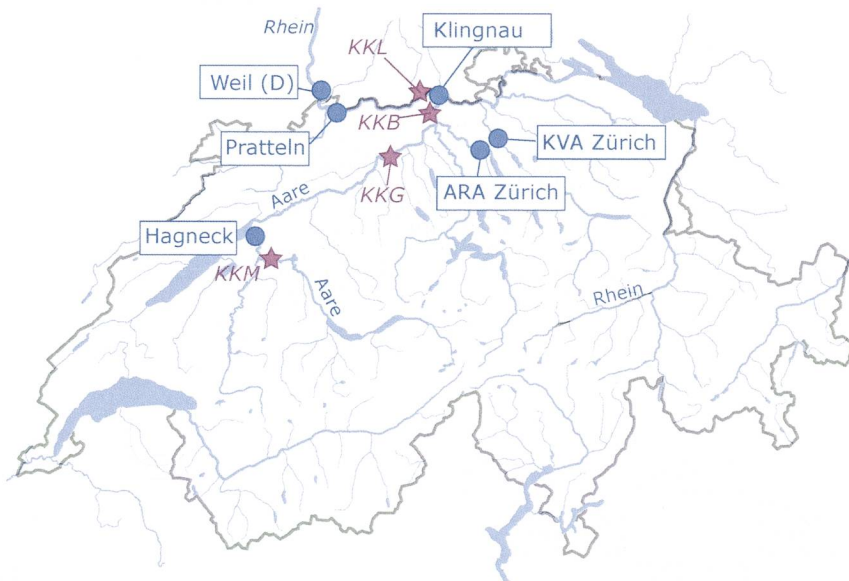 Rhein
KKL
Klingnau
Weil (D)
KKB
Pratteln
KVA Zürich
KKG
ARA Zürich
Aare
Hagneck
KKM
Aare
Rhein